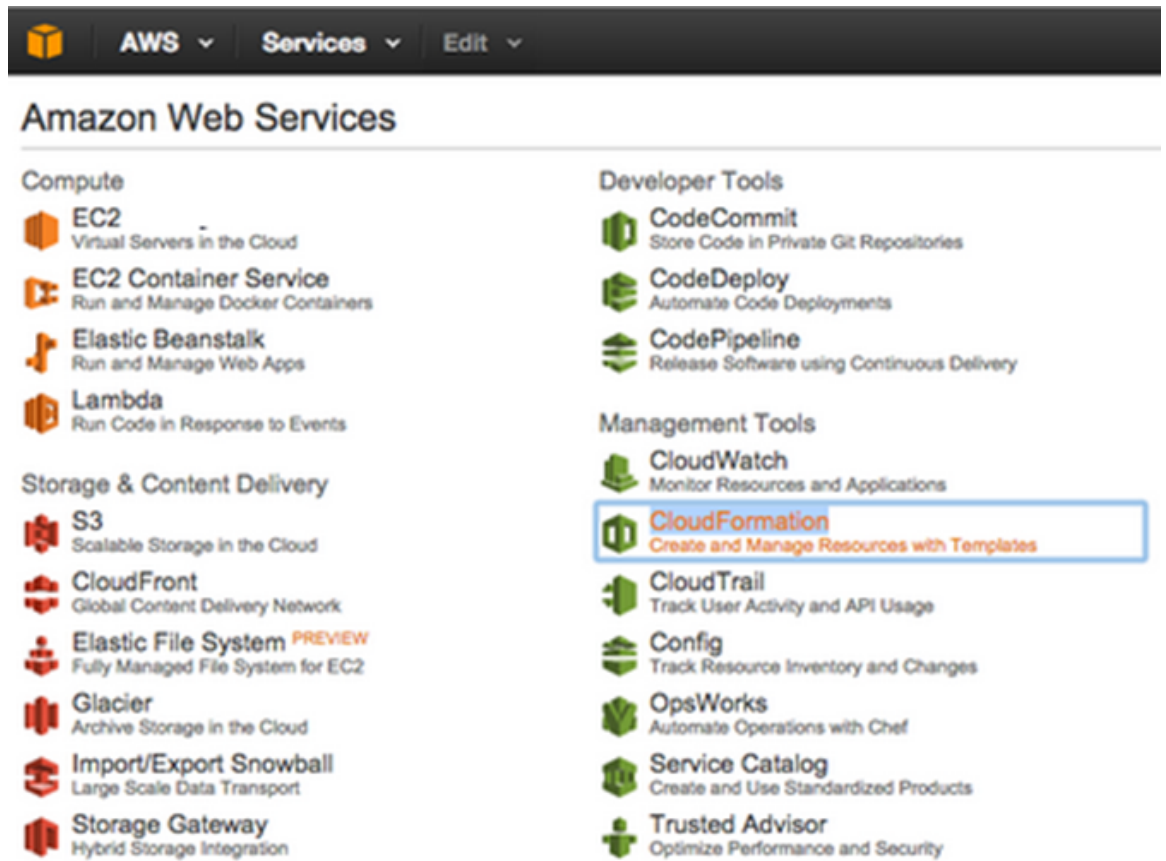 AWS Services Edit
Amazon Web Services
Compute
EC2
Virtual Servers in the Cloud
EC2 Container Service
Run and Manage Docker Containers
Elastic Beanstalk
Run and Manage Web Apps
Lambda
Run Code in Response to Events
Storage & Content Delivery
S3
Scalable Storage in the Cloud
CloudFront
Global Content Delivery Network
Elastic File System PREVIEW
Fully Managed File System for EC2
Glacier
Archive Storage in the Cloud
Import/Export Snowball
Large Scale Data Transport
Storage Gateway
Hybrid Storage Integration
Developer Tools
CodeCommit
Store Code in Private Git Repositories
CodeDeploy
Automate Code Deployments
CodePipeline
Release Software using Continuous Delivery
Management Tools
CloudWatch
Monitor Resources and Applications
CloudFormation
Create and Manage Resources with Templates
CloudTrail
Track User Activity and API Usage
Config
Track Resource Inventory and Changes
OpsWorks
Automate Operations with Chef
Service Catalog
Create and Use Standardized Products
Trusted Advisor
Optimize Performance and Security